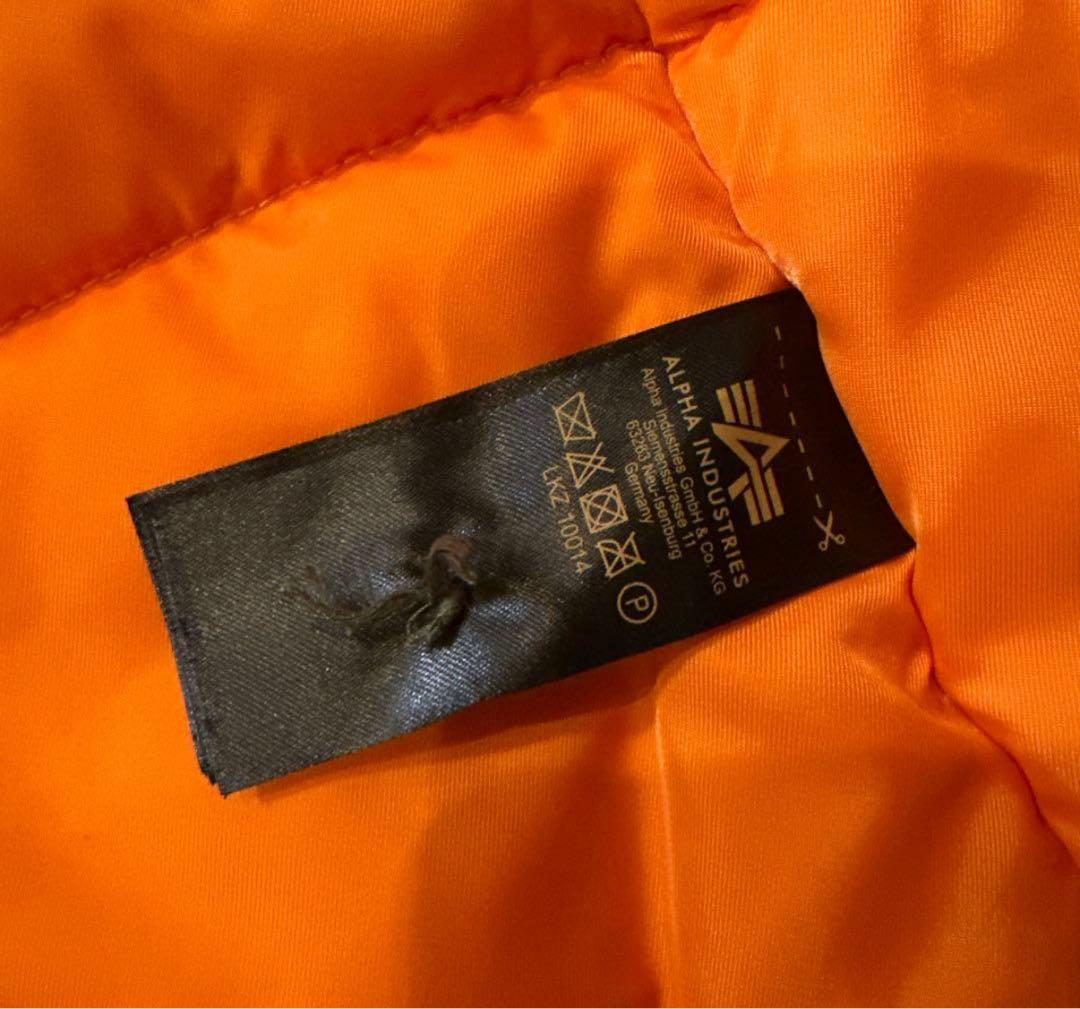 ALPHA INDUSTRIES
Alpha Industries GmbH & Co. KG
Siemensstrasse 11
63263 Neu-Isenburg
Germany
P
LKZ 10014